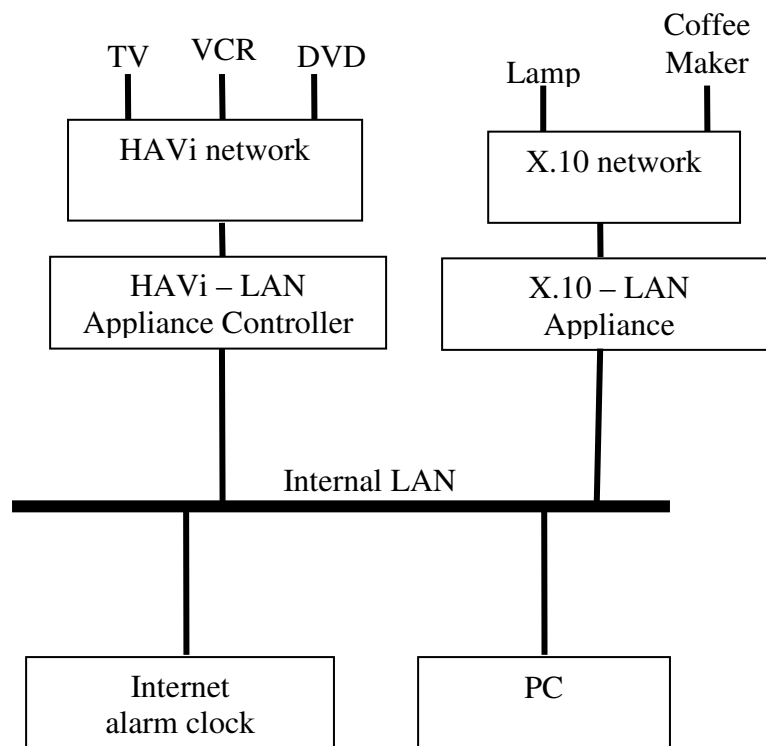 TV
VCR
DVD
Lamp
Coffee
Maker
HAVi network
X.10 network
HAVi – LAN
Appliance Controller
X.10 – LAN
Appliance
Internal LAN
Internet
alarm clock
PC